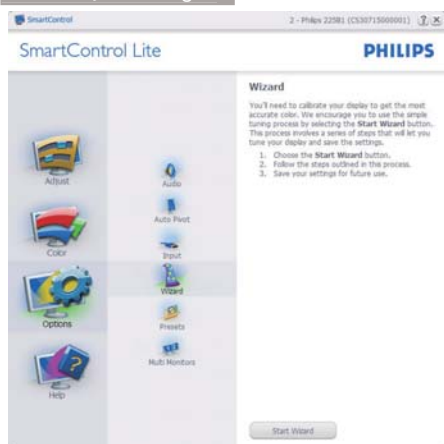 SmartControl
2 - Philips 225B1 (CS30715000001)
SmartControl Lite
PHILIPS
Adjust
Color
Options
Help
Audio
Auto Pivot
Input
Wizard
Presets
Multi Monitors
Wizard
You'll need to calibrate your display to get the most
accurate color. We encourage you to use the simple
tuning process by selecting the Start Wizard button.
This process involves a series of steps that will let you
tune your display and save the settings.
1. Choose the Start Wizard button.
2. Follow the steps outlined in this process.
3. Save your settings for future use.
Start Wizard